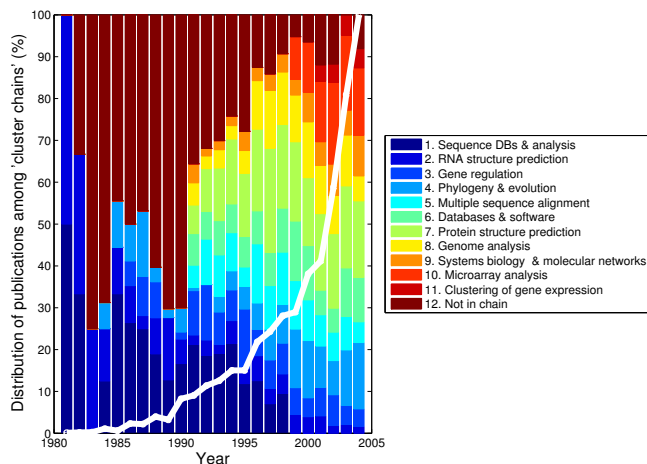 100
90
80
70
60
50
40
30
20
10
0
Distribution of publications among 'cluster chains' (%)
1980
1985
1990
1995
2000
2005
Year
1. Sequence DBs & analysis
2. RNA structure prediction
3. Gene regulation
4. Phylogeny & evolution
5. Multiple sequence alignment
6. Databases & software
7. Protein structure prediction
8. Genome analysis
9. Systems biology & molecular networks
10. Microarray analysis
11. Clustering of gene expression
12. Not in chain